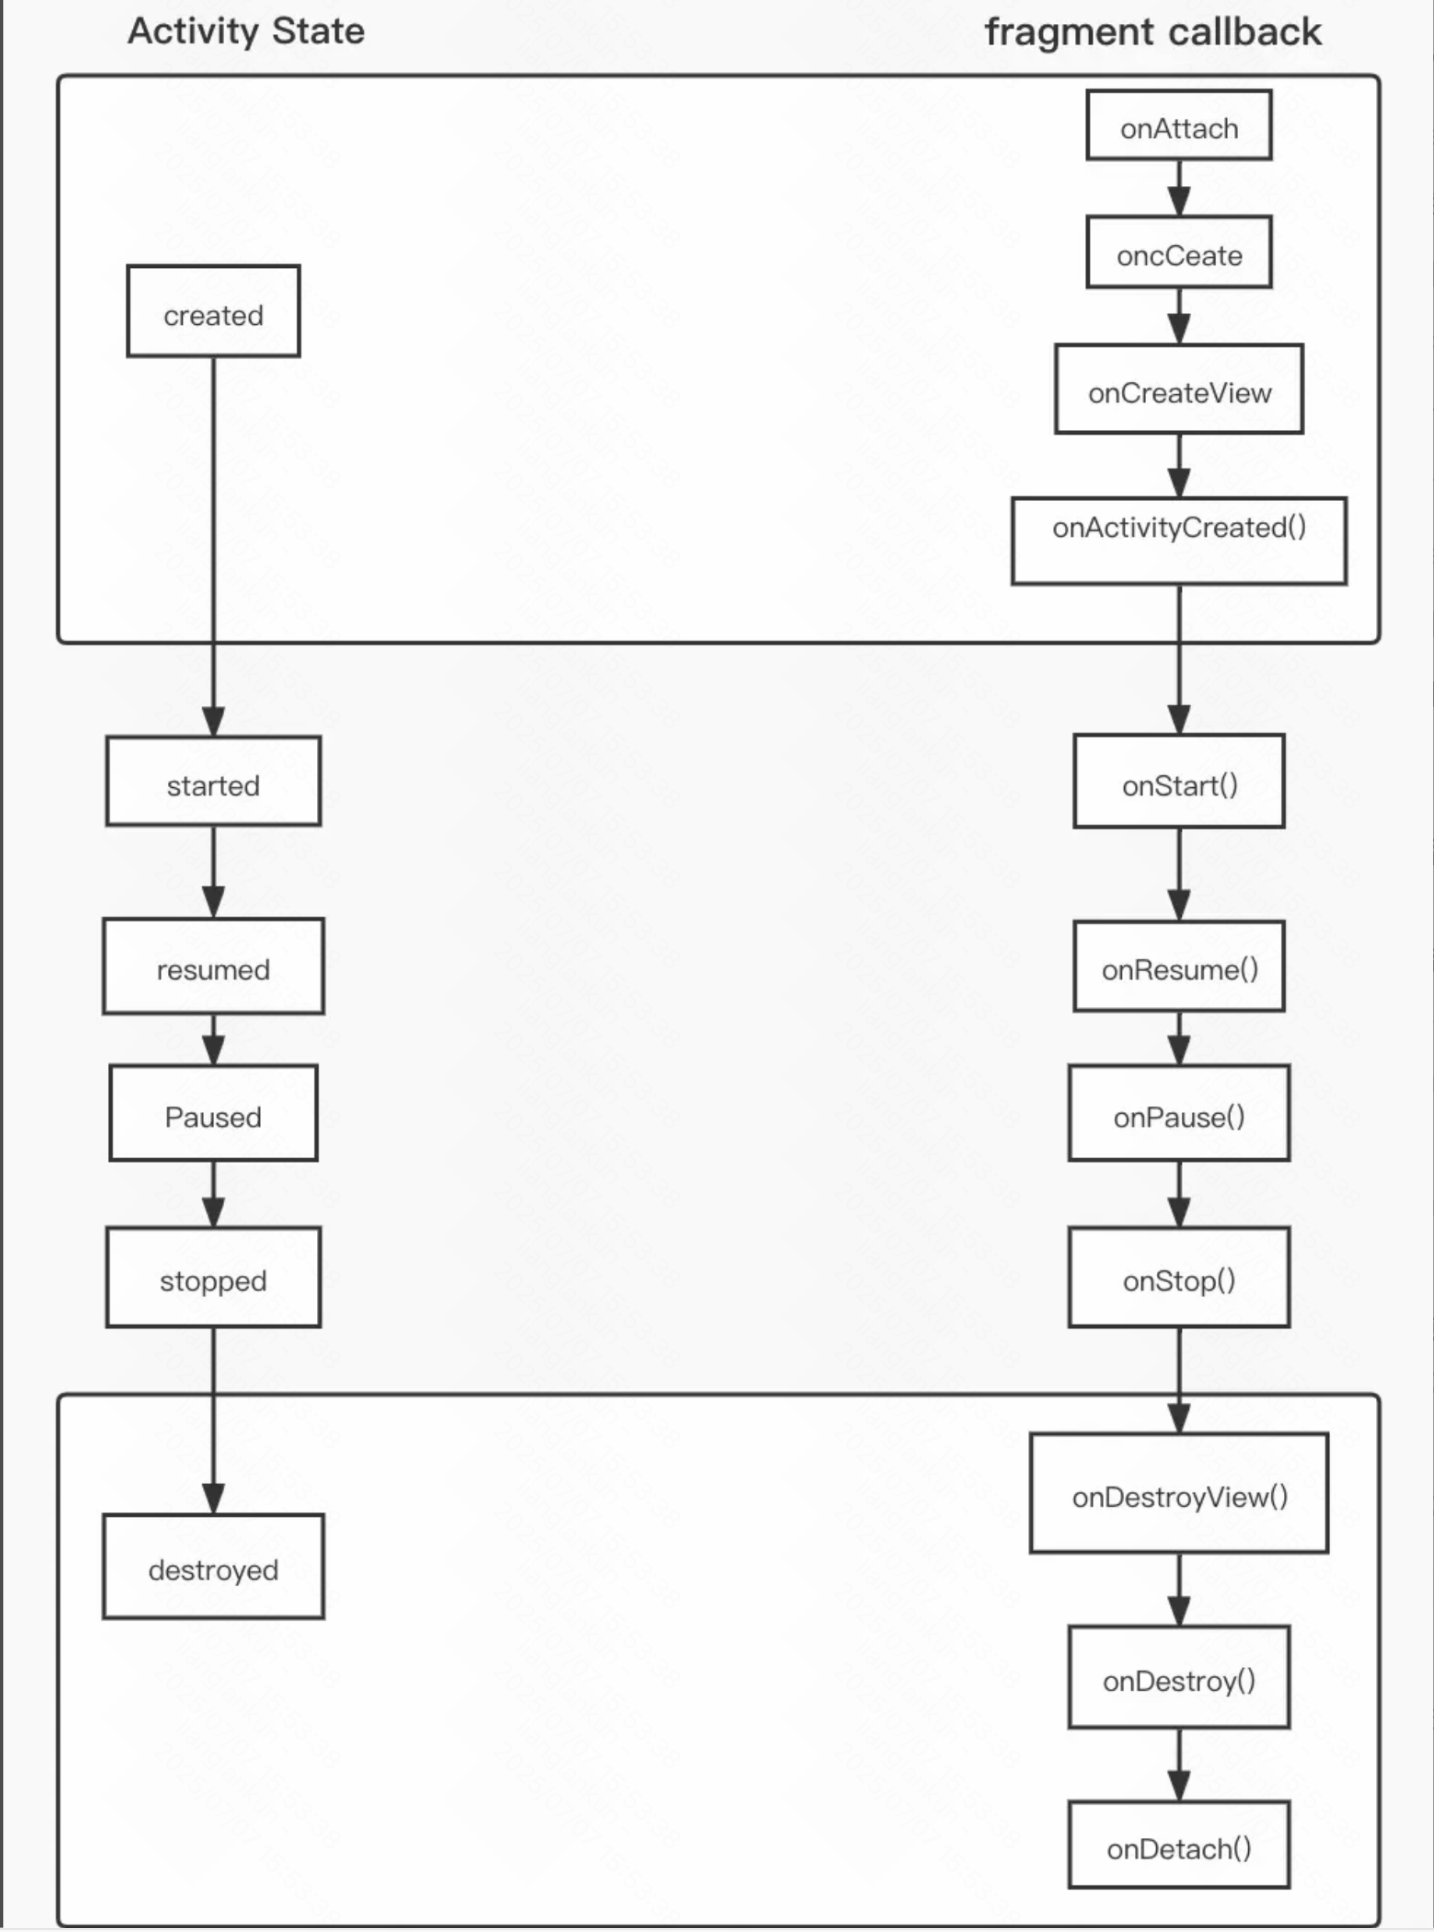 Activity State
fragment callback
onAttach
oncCeate
created
onCreateView
onActivityCreated()
started
onStart()
resumed
onResume()
Paused
onPause()
stopped
onStop()
onDestroyView()
destroyed
onDestroy()
onDetach()